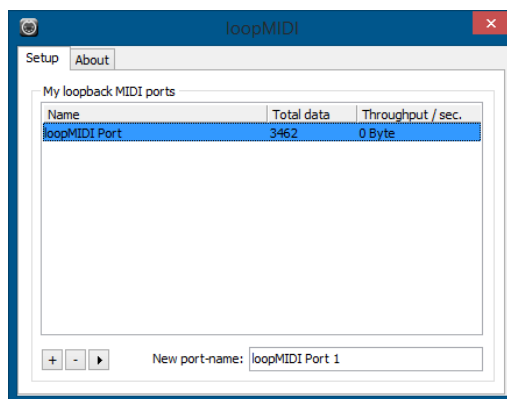 loopMIDI
Setup About
My loopback MIDI ports
Name Total data Throughput / sec.
loopMIDI Port 3462 0 Byte
+ - New port-name: loopMIDI Port 1